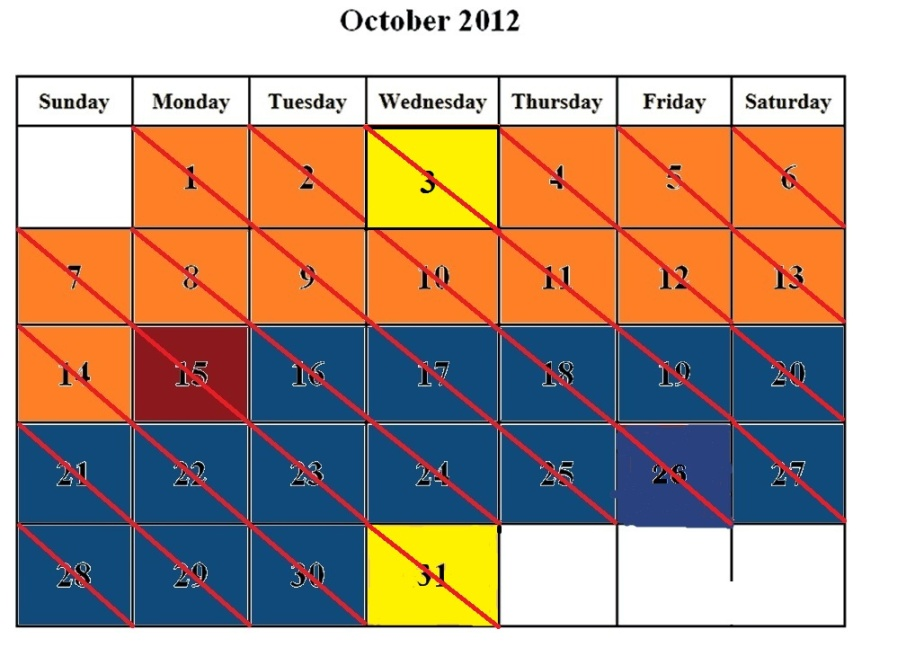 October 2012
Sunday Monday Tuesday Wednesday Thursday Friday Saturday
1 2 3 4 5 6
7 8 9 10 11 12 13
14 15 16 17 18 19 20
21 22 23 24 25 26 27
28 29 30 31